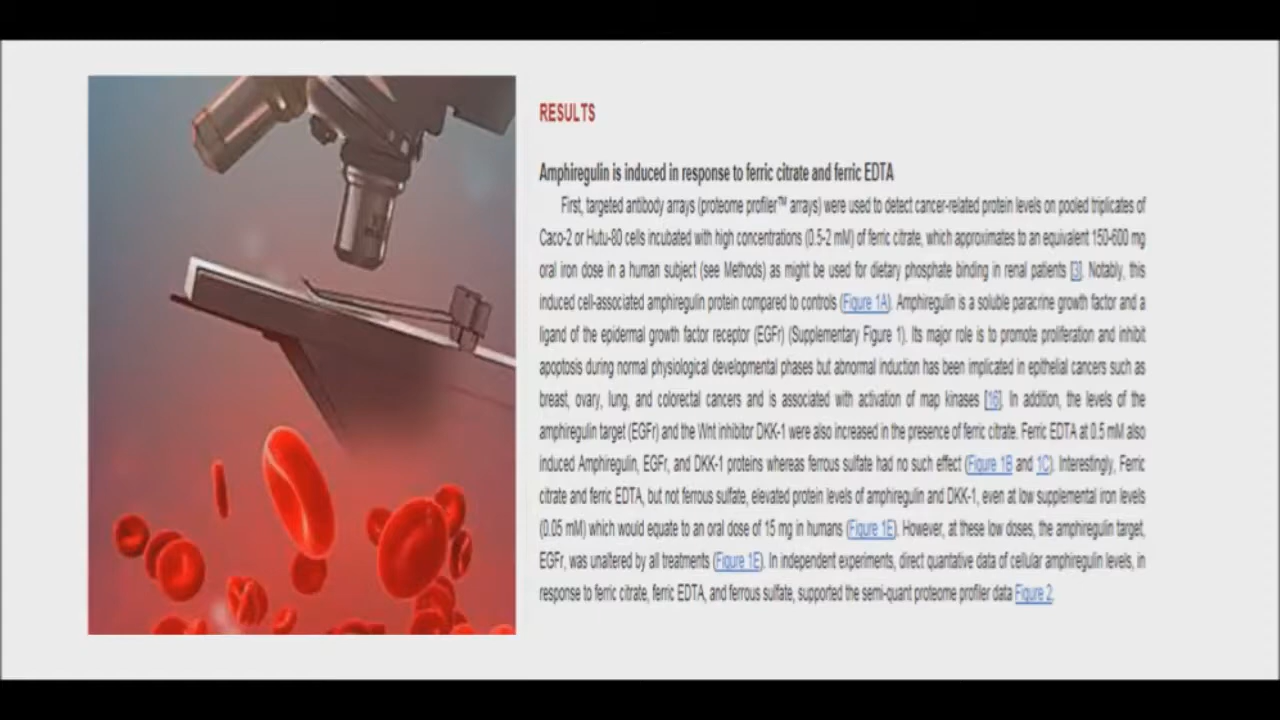 RESULTS
Amphiregulin is induced in response to ferric citrate and ferric EDTA
First, targeted antibody arrays (proteome profiler™ arrays) were used to detect cancer-related protein levels on pooled triplicates of
Caco-2 or Hutu-80 cells incubated with high concentrations (0.5-2 mM) of ferric citrate, which approximates to an equivalent 150-600 mg
oral iron dose in a human subject (see Methods) as might be used for dietary phosphate binding in renal patients [3]. Notably, this
induced cell-associated amphiregulin protein compared to controls (Figure 1A). Amphiregulin is a soluble paracrine growth factor and a
ligand of the epidermal growth factor receptor (EGFr) (Supplementary Figure 1). Its major role is to promote proliferation and inhibit
apoptosis during normal physiological developmental phases but abnormal induction has been implicated in epithelial cancers such as
breast, ovary, lung, and colorectal cancers and is associated with activation of map kinases [16]. In addition, the levels of the
amphiregulin target (EGFr) and the Wnt inhibitor DKK-1 were also increased in the presence of ferric citrate. Ferric EDTA at 0.5 mM also
induced Amphiregulin, EGFr, and DKK-1 proteins whereas ferrous sulfate had no such effect (Figure 1B and 1C). Interestingly, Ferric
citrate and ferric EDTA, but not ferrous sulfate, elevated protein levels of amphiregulin and DKK-1, even at low supplemental iron levels
(0.05 mM) which would equate to an oral dose of 15 mg in humans (Figure 1E). However, at these low doses, the amphiregulin target,
EGFr, was unaltered by all treatments (Figure 1E). In independent experiments, direct quantative data of cellular amphiregulin levels, in
response to ferric citrate, ferric EDTA, and ferrous sulfate, supported the semi-quant proteome profiler data Figure 2.